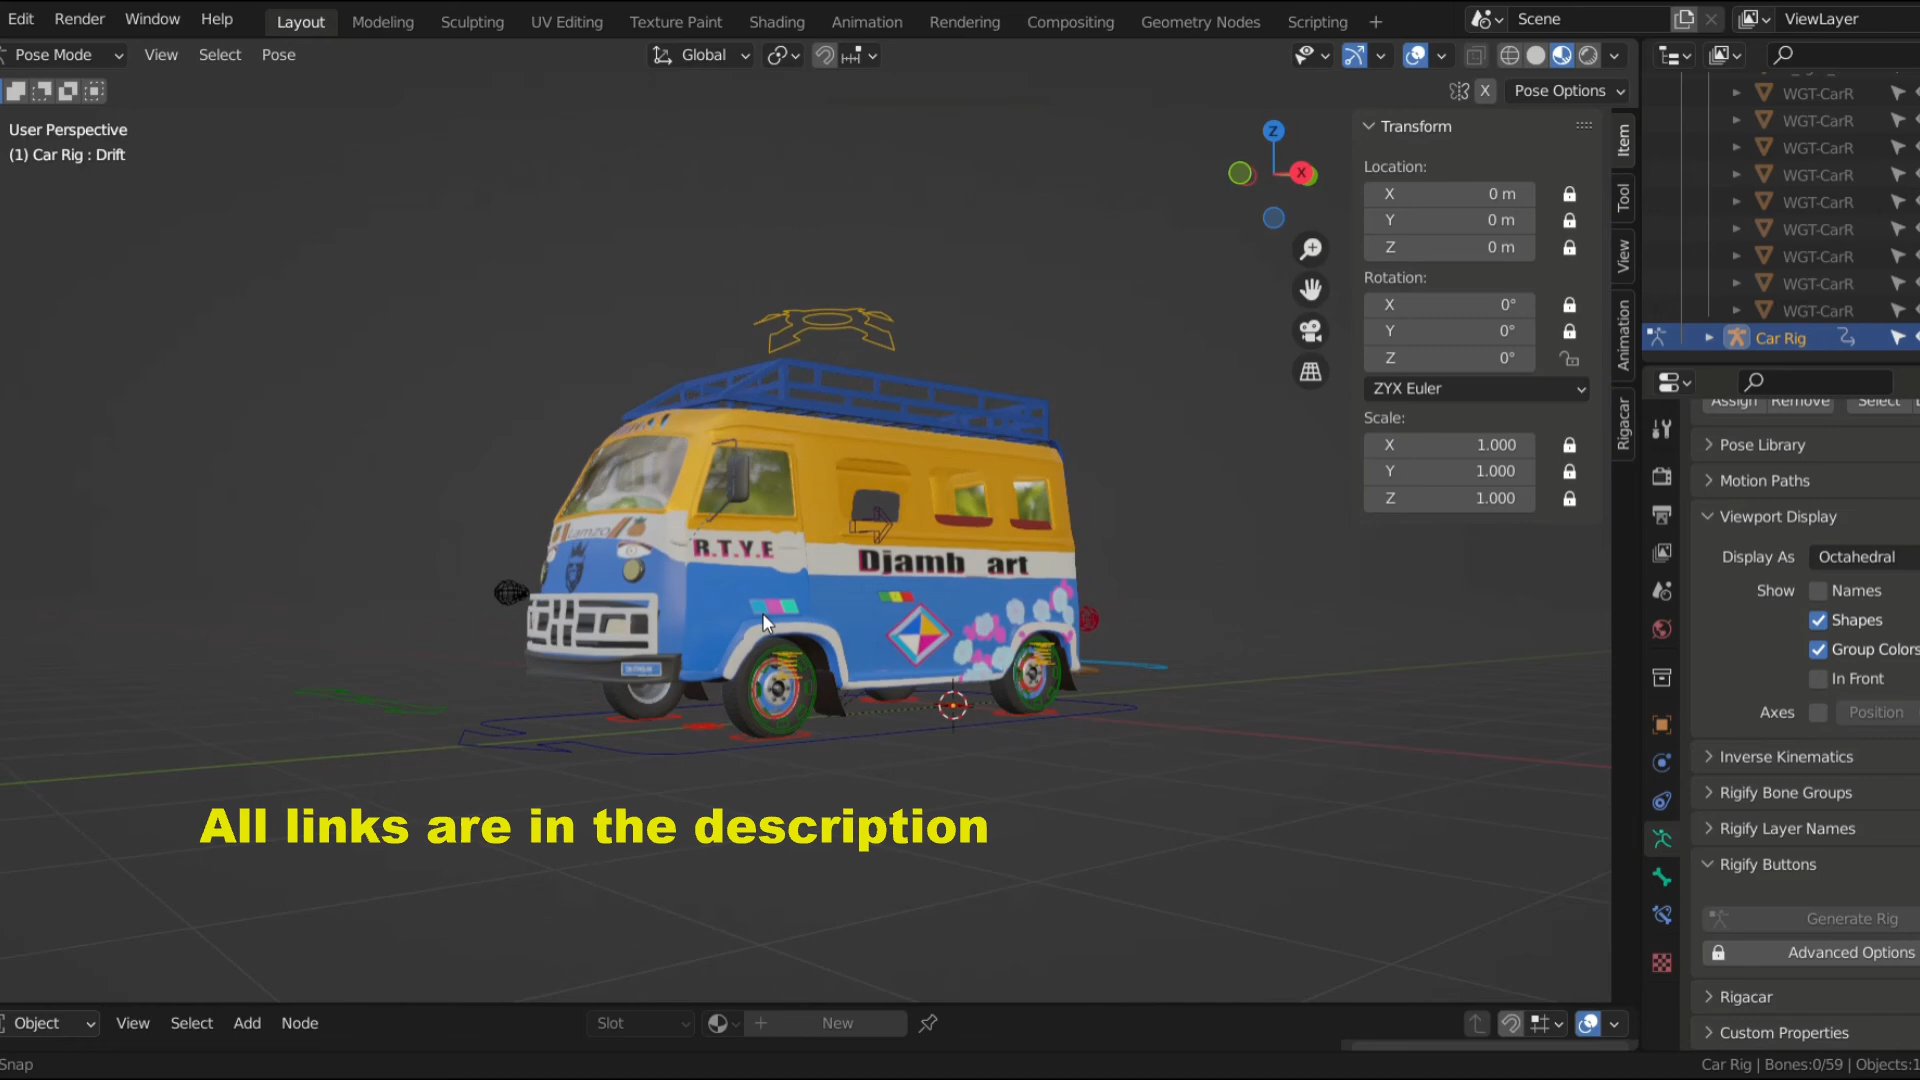 Edit Render Window Help Layout Modeling Sculpting UV Editing Texture Paint Shading Animation Rendering Compositing Geometry Nodes Scripting Scene ViewLayer
Pose Mode View Select Pose Global
X Pose Options
User Perspective
(1) Car Rig : Drift
Z
X
Transform
Location:
X 0 m
Y 0 m
Z 0 m
Rotation:
X 0°
Y 0°
Z 0°
ZYX Euler
Scale:
X 1.000
Y 1.000
Z 1.000
Item
Tool
View
Animation
Rigacar
WGT-CarR
WGT-CarR
WGT-CarR
WGT-CarR
WGT-CarR
WGT-CarR
WGT-CarR
WGT-CarR
WGT-CarR
Car Rig
Assign Remove Select
Pose Library
Motion Paths
Viewport Display
Display As Octahedral
Show Names
Shapes
Group Colors
In Front
Axes Position
Inverse Kinematics
Rigify Bone Groups
Rigify Layer Names
Rigify Buttons
Generate Rig
Advanced Options
Rigacar
Custom Properties
Lamzo
R.T.Y.E
Djamb art
All links are in the description
Object View Select Add Node Slot New
Snap
Car Rig | Bones:0/59 | Objects:1